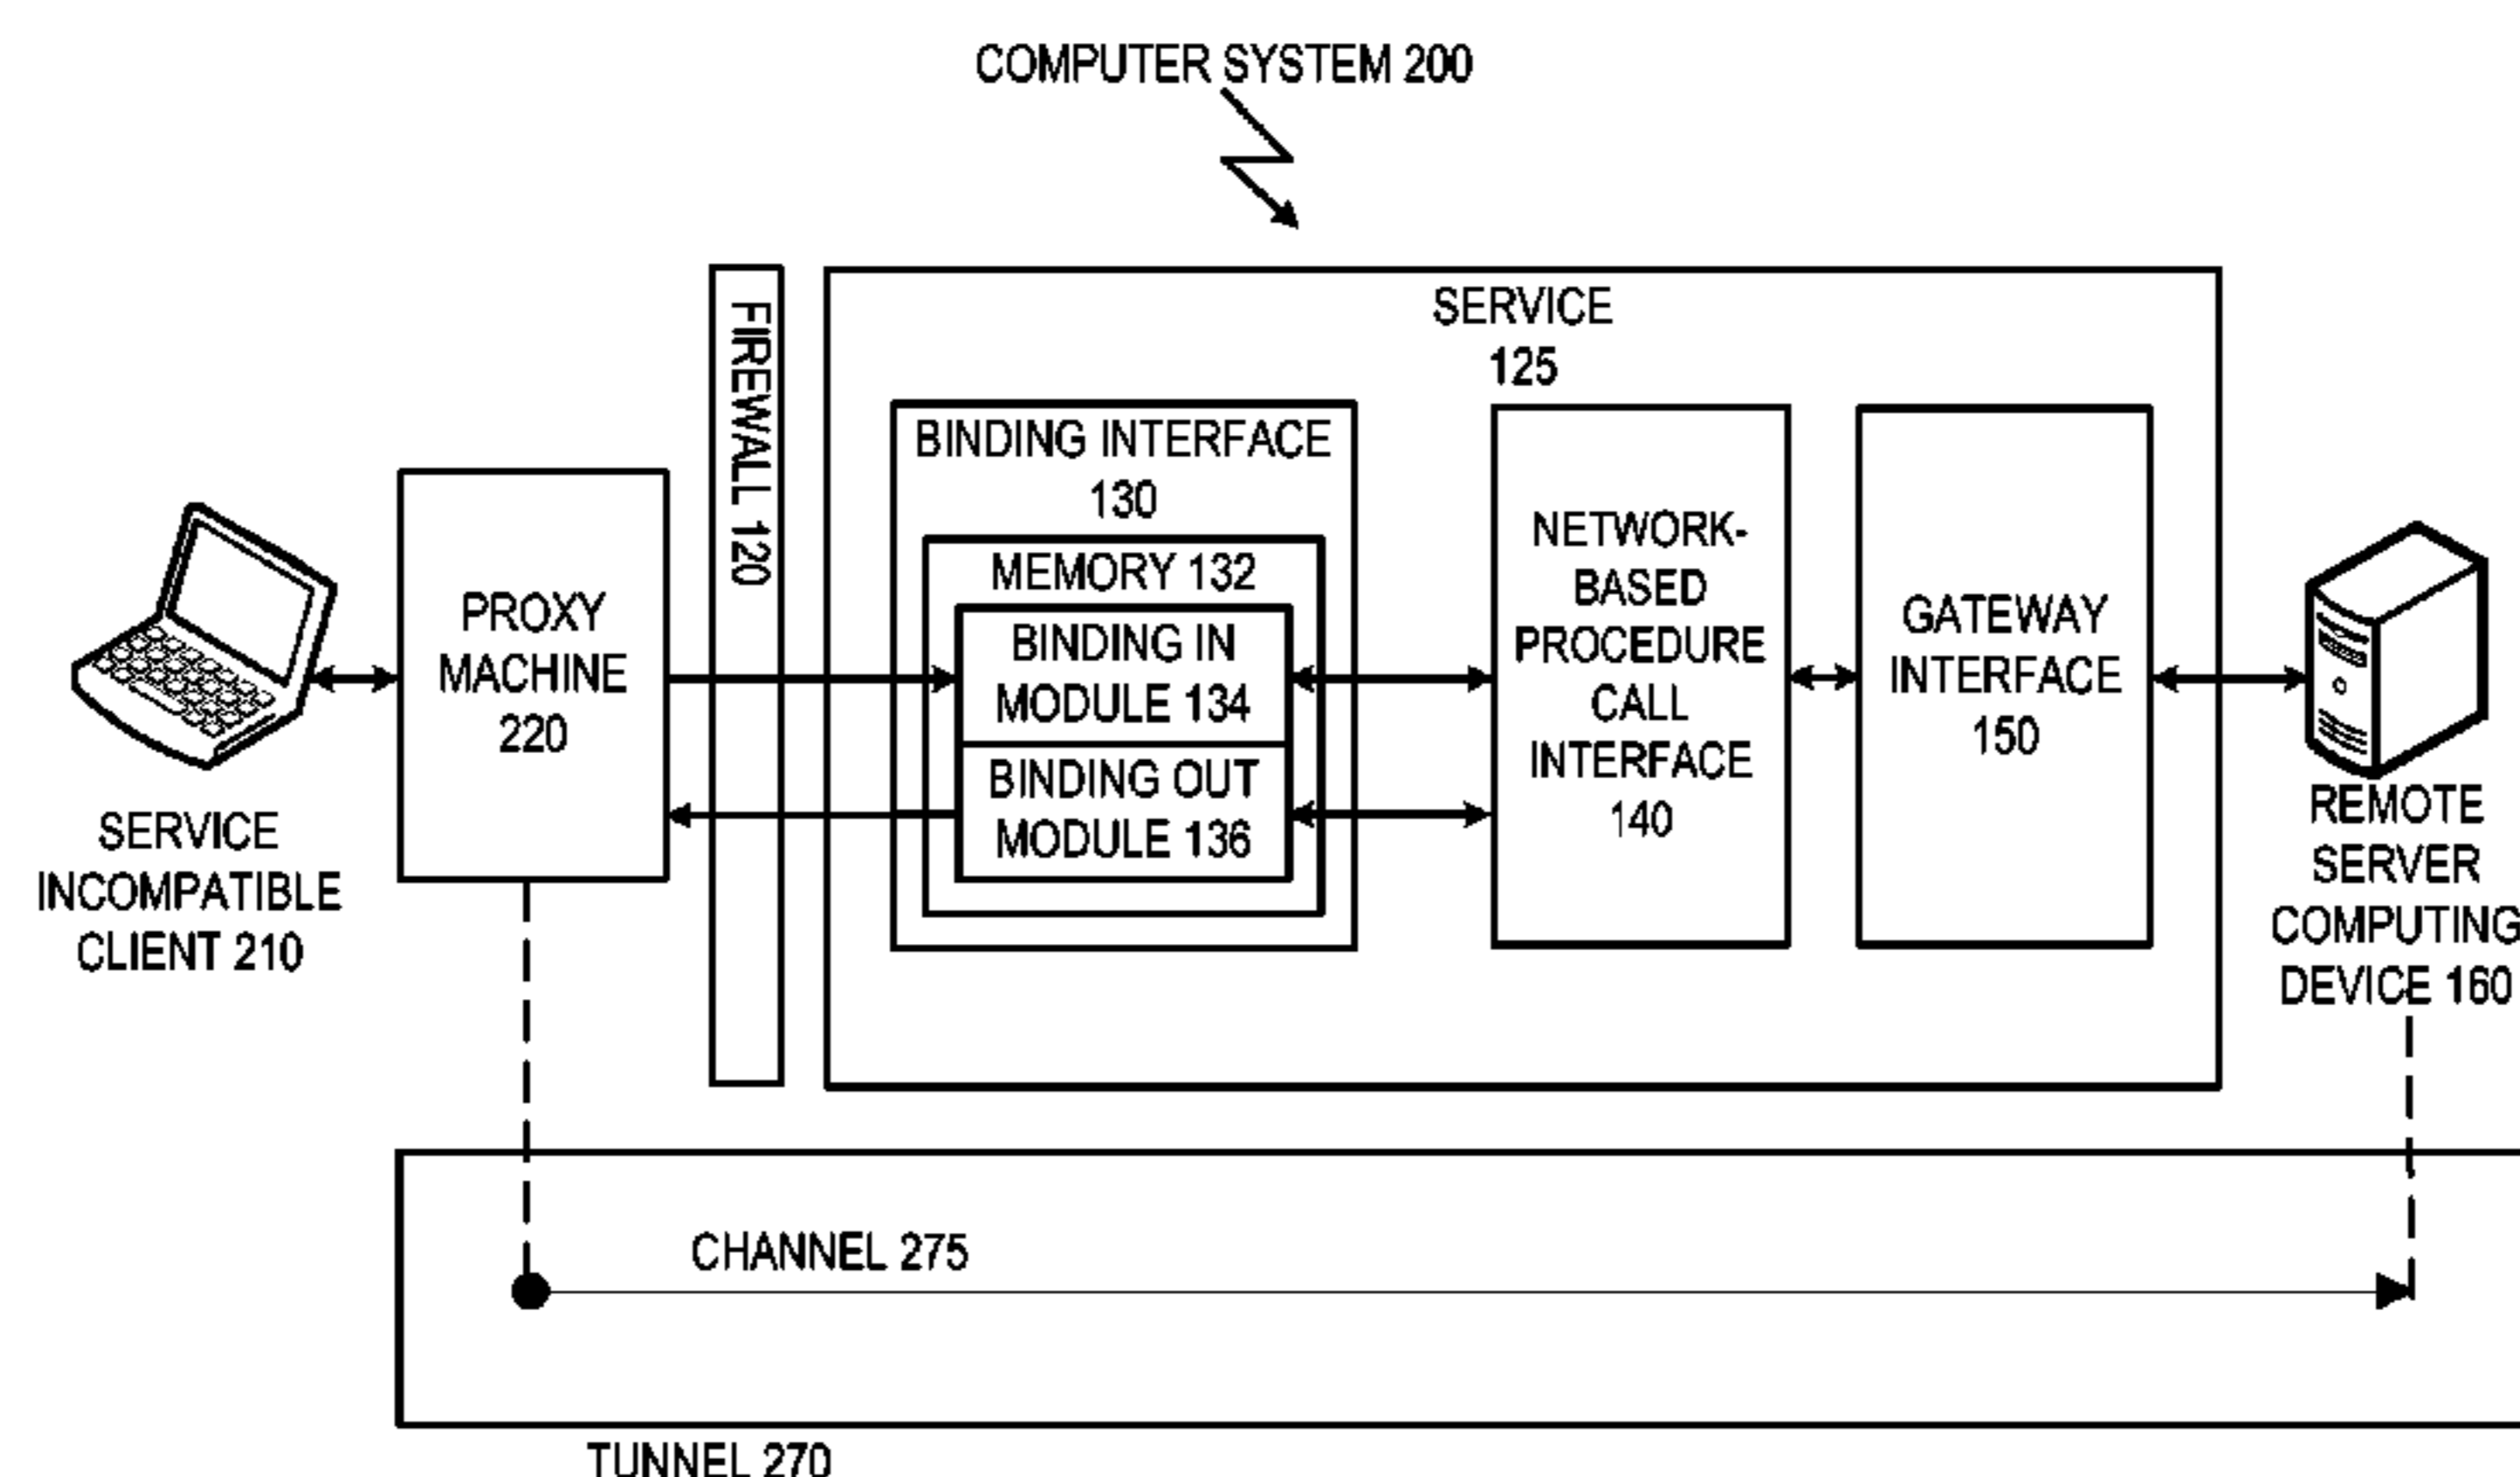 COMPUTER SYSTEM 200
FIREWALL 120
SERVICE
125
BINDING INTERFACE
130
MEMORY 132
BINDING IN
MODULE 134
BINDING OUT
MODULE 136
NETWORK-
BASED
PROCEDURE
CALL
INTERFACE
140
GATEWAY
INTERFACE
150
PROXY
MACHINE
220
SERVICE
INCOMPATIBLE
CLIENT 210
REMOTE
SERVER
COMPUTING
DEVICE 160
CHANNEL 275
TUNNEL 270